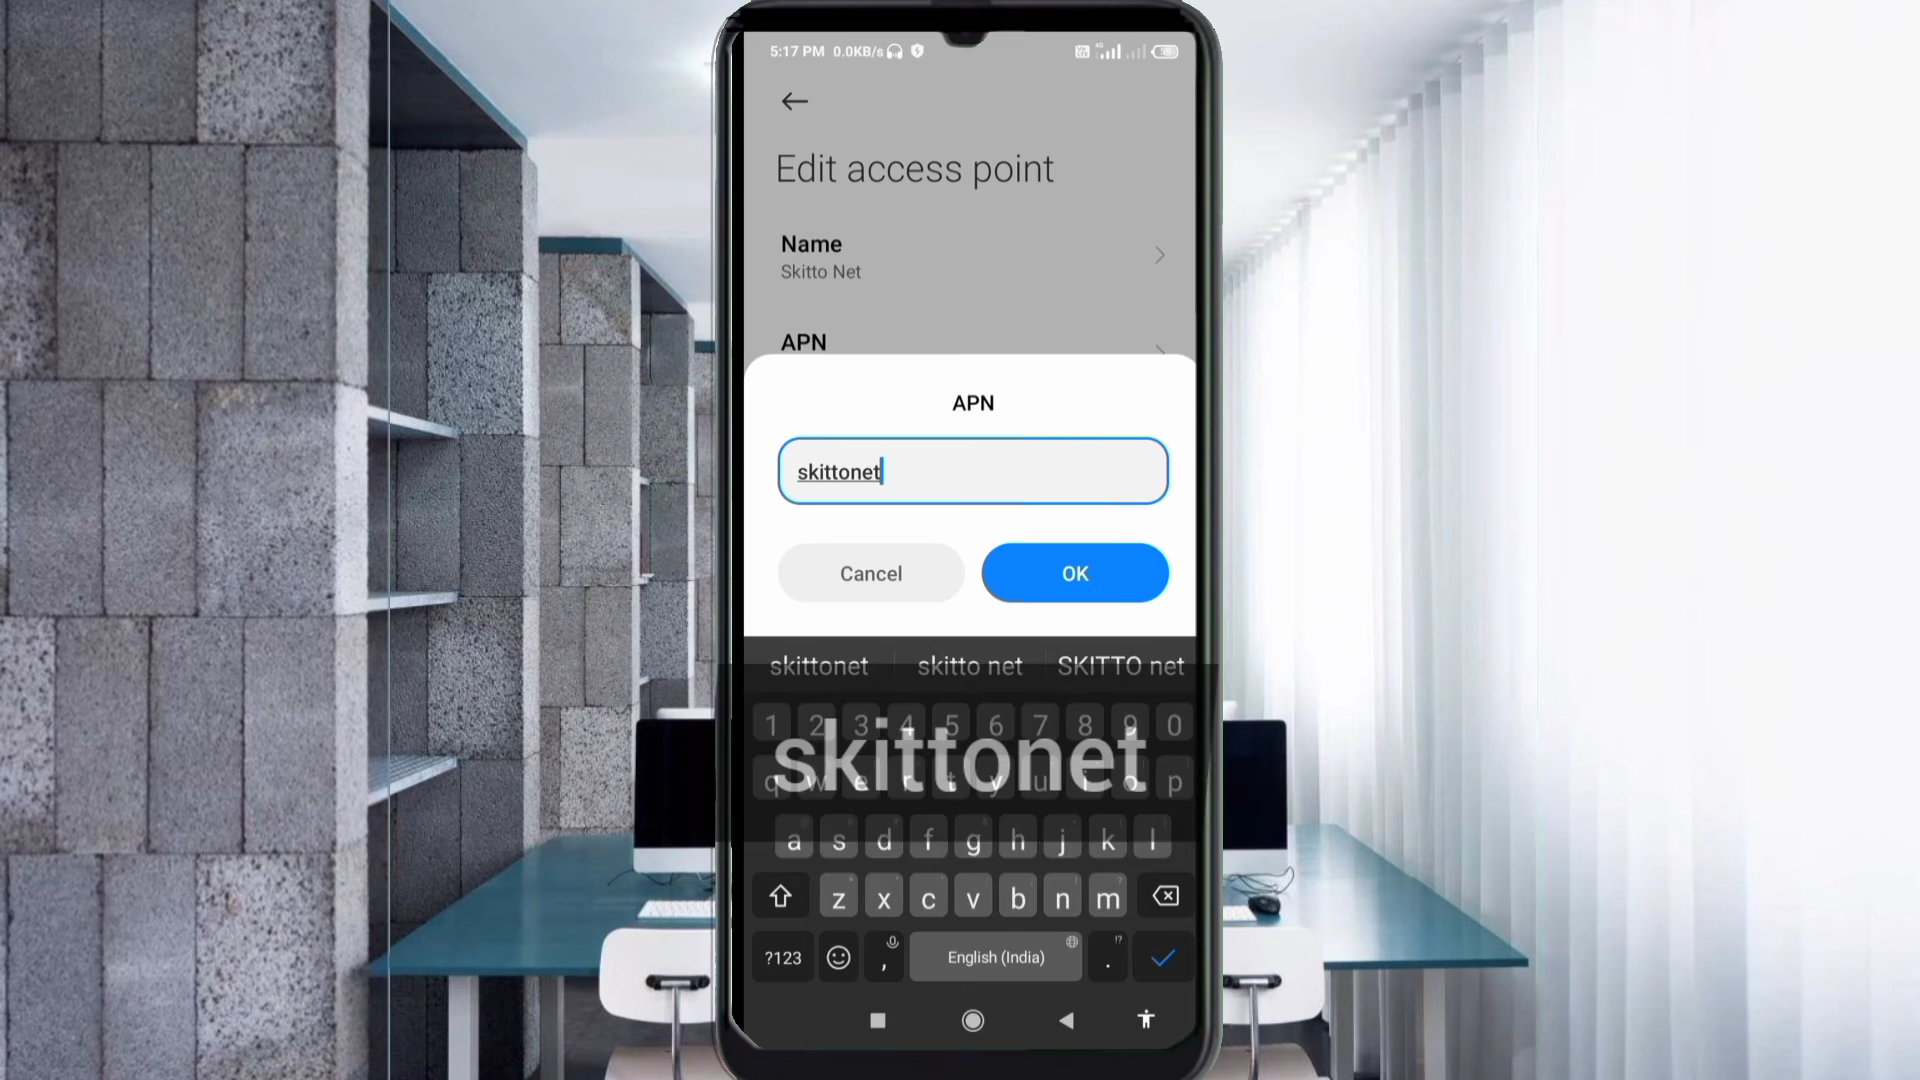 5:17 PM 0.0KB/s
4G
Edit access point
Name
Skitto Net
APN
APN
skittonet
Cancel
OK
skittonet skitto net SKITTO net
1 2 3 4 5 6 7 8 9 0
skittonet
q w e r t y u i o p
a s d f g h j k l
z x c v b n m
?123 , English (India) . !?